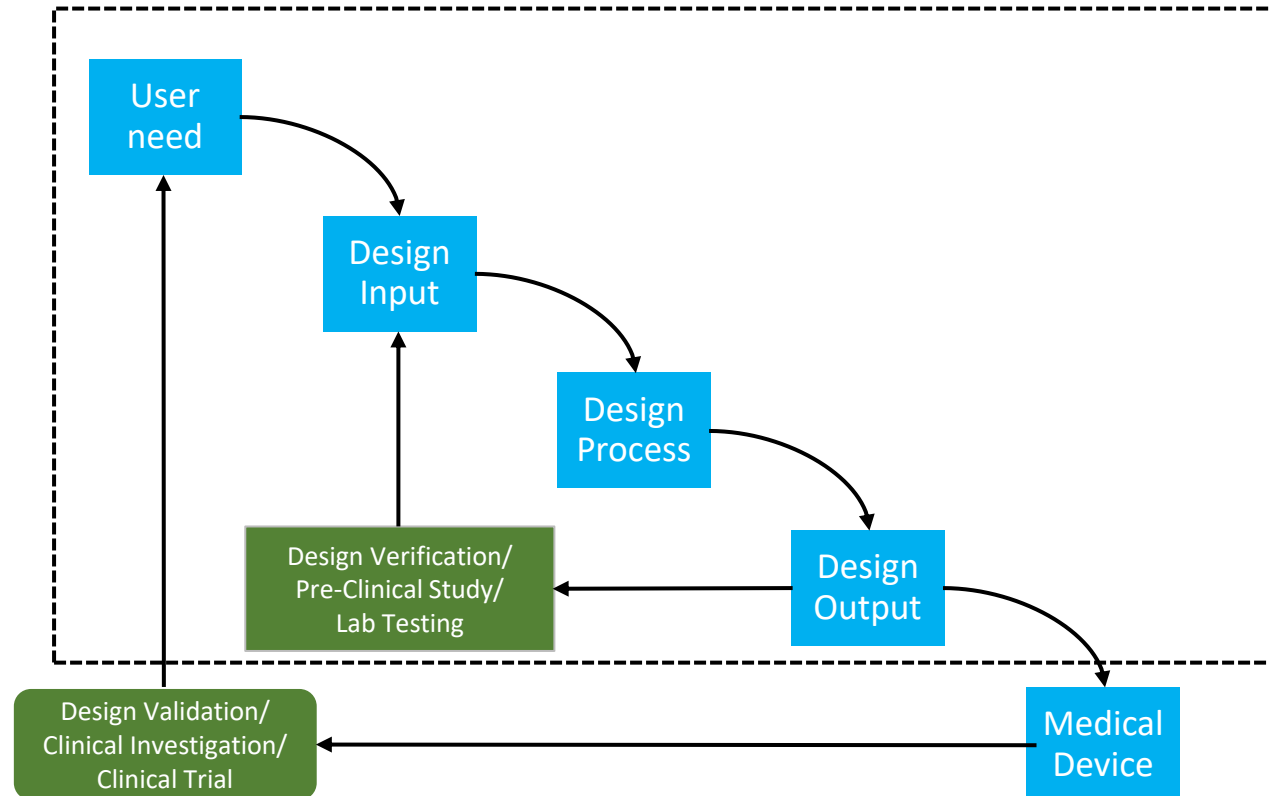 User
need
Design
Input
Design
Process
Design Verification/
Pre-Clinical Study/
Lab Testing
Design
Output
Design Validation/
Clinical Investigation/
Clinical Trial
Medical
Device